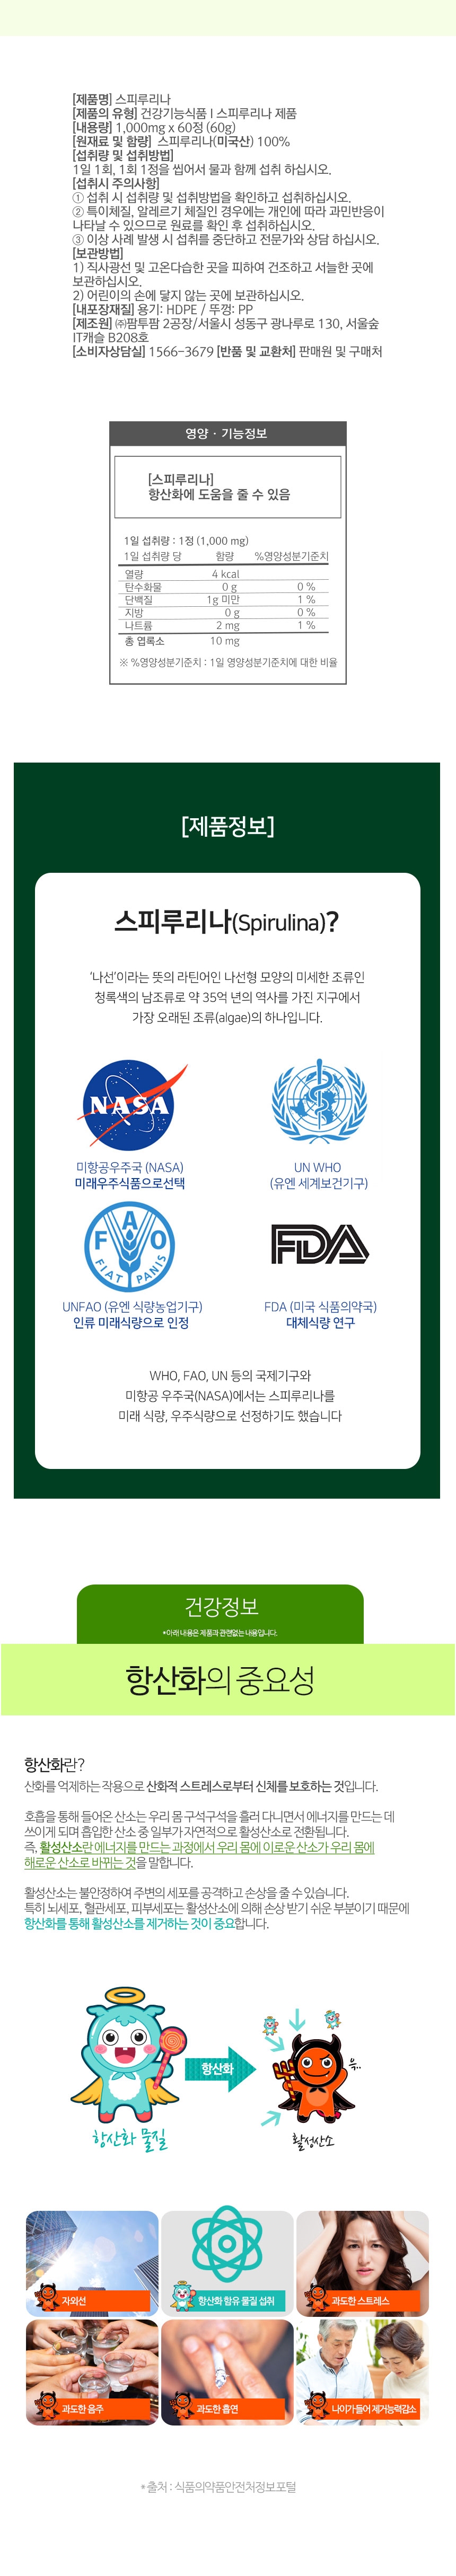 [제품명] 스피루리나
[제품의 유형] 건강기능식품 I 스피루리나 제품
[내용량] 1,000mg x 60정 (60g)
[원재료 및 함량] 스피루리나(미국산) 100%
[섭취량 및 섭취방법]
1일 1회, 1회 1정을 씹어서 물과 함께 섭취 하십시오.
[섭취시 주의사항]
① 섭취 시 섭취량 및 섭취방법을 확인하고 섭취하십시오.
② 특이체질, 알레르기 체질인 경우에는 개인에 따라 과민반응이
나타날 수 있으므로 원료를 확인 후 섭취하십시오.
③ 이상 사례 발생 시 섭취를 중단하고 전문가와 상담 하십시오.
[보관방법]
1) 직사광선 및 고온다습한 곳을 피하여 건조하고 서늘한 곳에
보관하십시오.
2) 어린이의 손에 닿지 않는 곳에 보관하십시오.
[내포장재질] 용기: HDPE / 뚜껑: PP
[제조원] ㈜팜투팜 2공장/서울시 성동구 광나루로 130, 서울숲
IT캐슬 B208호
[소비자상담실] 1566-3679 [반품 및 교환처] 판매원 및 구매처
영양 · 기능정보
[스피루리나]
항산화에 도움을 줄 수 있음
1일 섭취량 : 1정 (1,000 mg)
1일 섭취량 당 함량 %영양성분기준치
열량 4 kcal
탄수화물 0 g 0 %
단백질 1g 미만 1 %
지방 0 g 0 %
나트륨 2 mg 1 %
총 엽록소 10 mg
※ %영양성분기준치 : 1일 영양성분기준치에 대한 비율
[제품정보]
스피루리나(Spirulina)?
'나선'이라는 뜻의 라틴어인 나선형 모양의 미세한 조류인
청록색의 남조류로 약 35억 년의 역사를 가진 지구에서
가장 오래된 조류(algae)의 하나입니다.
NASA
미항공우주국 (NASA)
미래우주식품으로선택
UN WHO
(유엔 세계보건기구)
FAO
FIAT PANIS
UNFAO (유엔 식량농업기구)
인류 미래식량으로 인정
FDA
FDA (미국 식품의약국)
대체식량 연구
WHO, FAO, UN 등의 국제기구와
미항공 우주국(NASA)에서는 스피루리나를
미래 식량, 우주식량으로 선정하기도 했습니다
건강정보
*아래 내용은 제품과 관련없는 내용입니다.
항산화의 중요성
항산화란?
산화를 억제하는 작용으로 산화적 스트레스로부터 신체를 보호하는 것입니다.
호흡을 통해 들어온 산소는 우리 몸 구석구석을 흘러 다니면서 에너지를 만드는 데
쓰이게 되며 흡입한 산소 중 일부가 자연적으로 활성산소로 전환됩니다.
즉, 활성산소란 에너지를 만드는 과정에서 우리 몸에 이로운 산소가 우리 몸에
해로운 산소로 바뀌는 것을 말합니다.
활성산소는 불안정하여 주변의 세포를 공격하고 손상을 줄 수 있습니다.
특히 뇌세포, 혈관세포, 피부세포는 활성산소에 의해 손상 받기 쉬운 부분이기 때문에
항산화를 통해 활성산소를 제거하는 것이 중요합니다.
항산화
윽..
항산화 물질
활성산소
자외선
항산화 함유 물질 섭취
과도한 스트레스
과도한 음주
과도한 흡연
나이가 들어 제거능력감소
*출처 : 식품의약품안전처정보포털